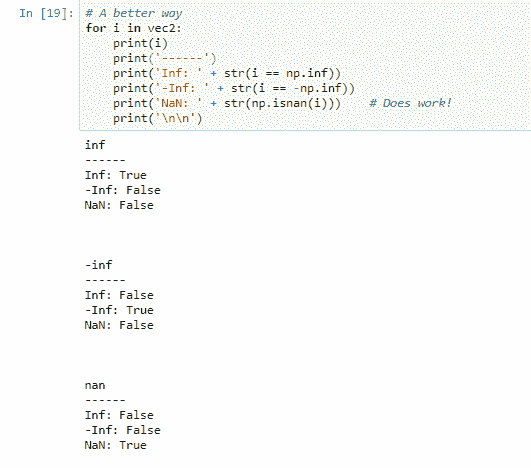 In [19]: # A better way
for i in vec2:
    print(i)
    print('------')
    print('Inf: ' + str(i == np.inf))
    print('-Inf: ' + str(i == -np.inf))
    print('NaN: ' + str(np.isnan(i)))    # Does work!
    print('\n\n')
inf
------
Inf: True
-Inf: False
NaN: False
-inf
------
Inf: False
-Inf: True
NaN: False
nan
------
Inf: False
-Inf: False
NaN: True